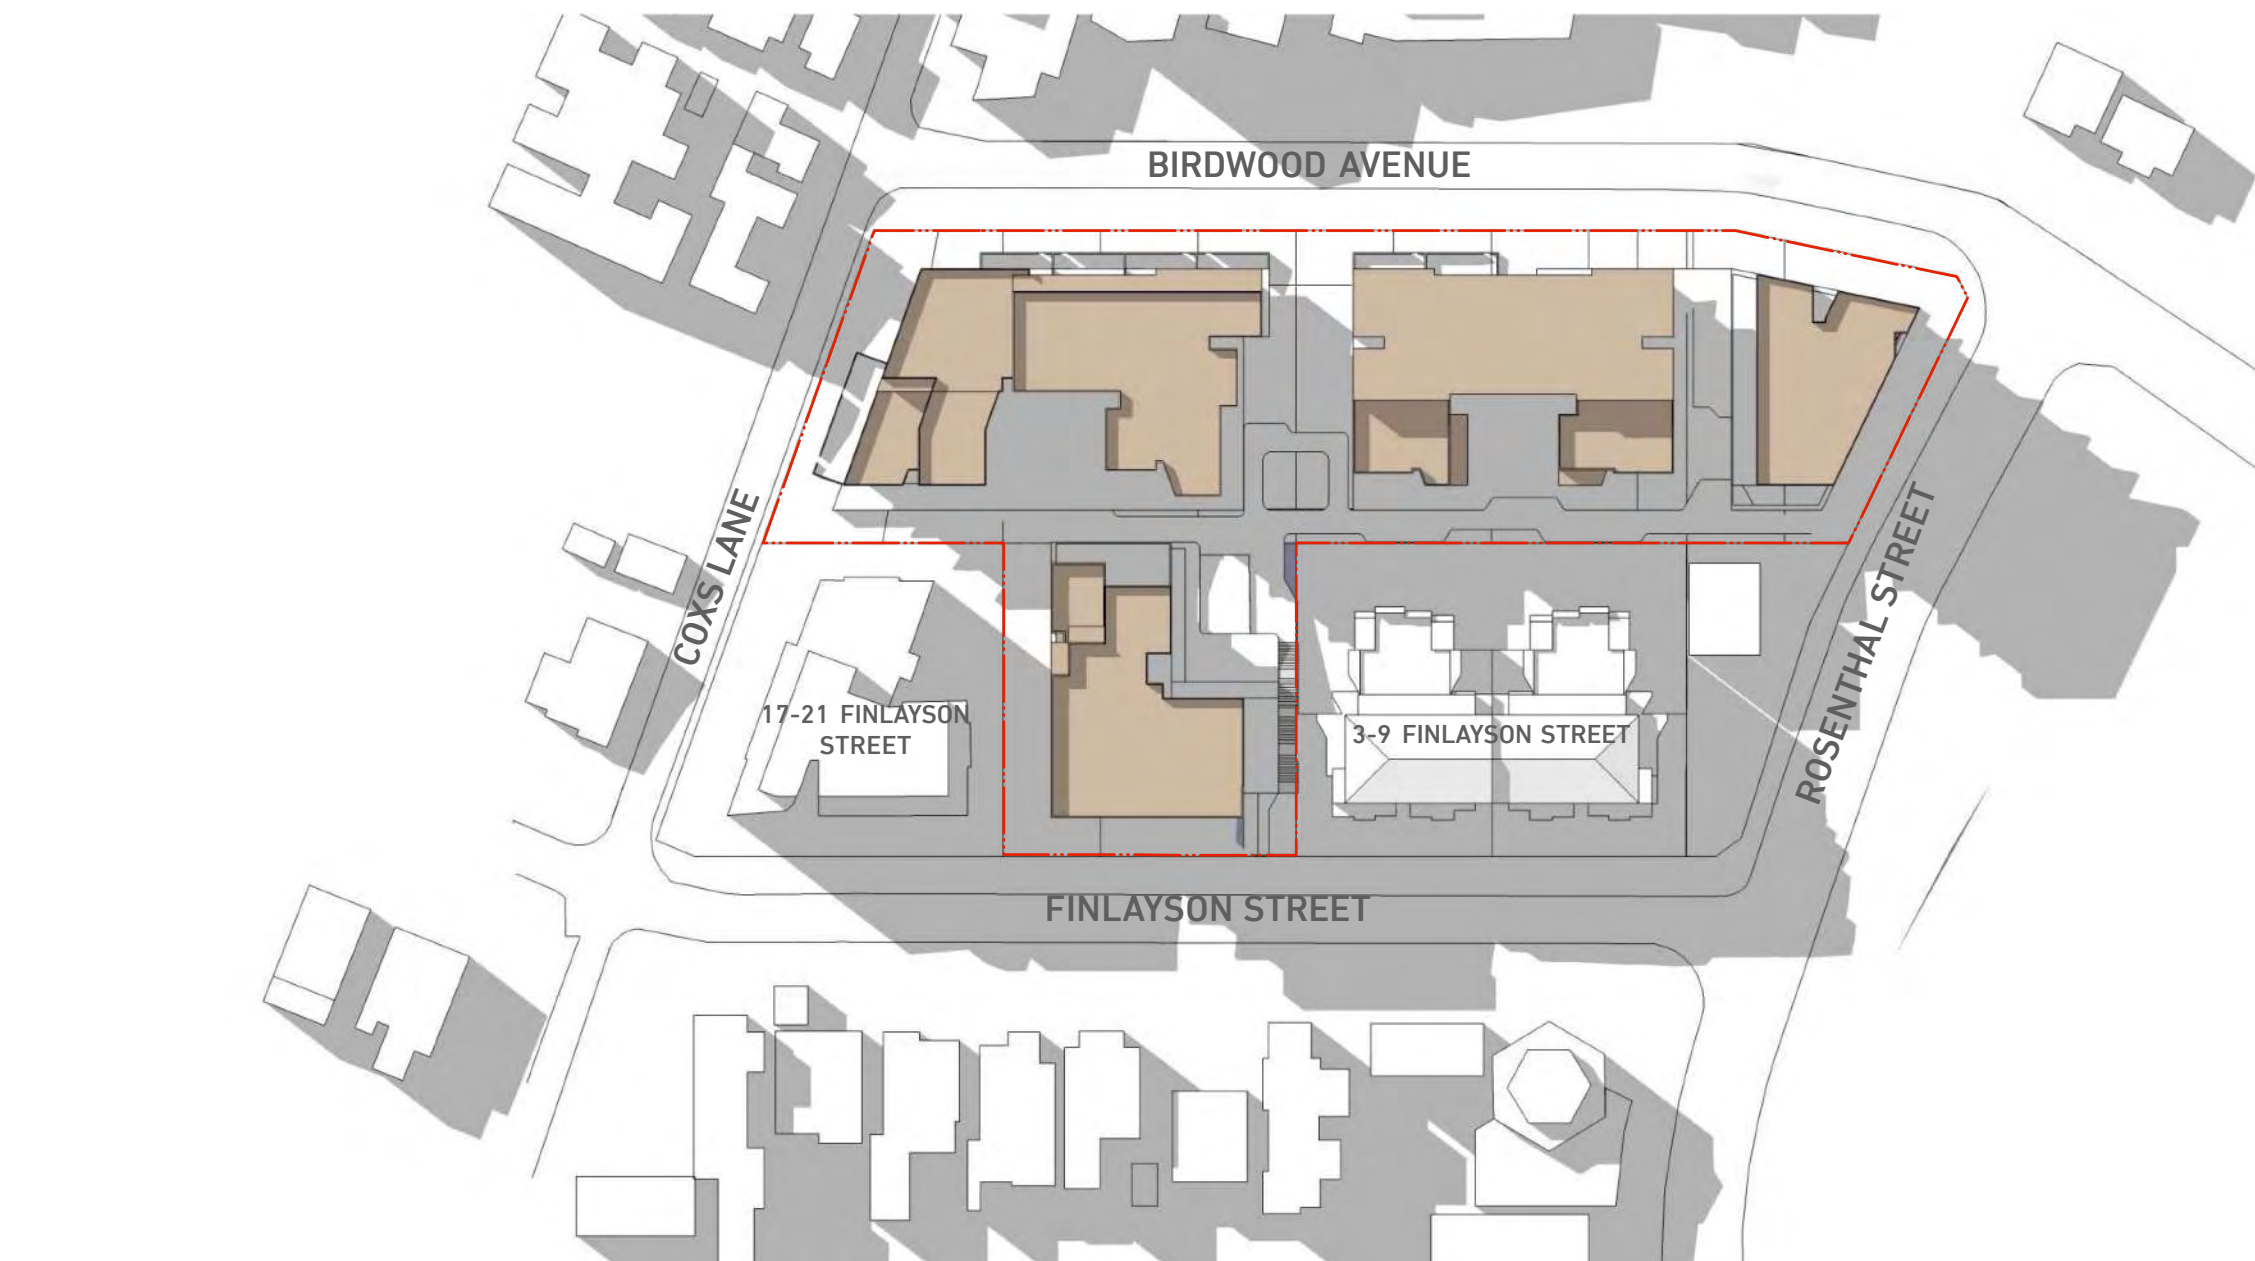 BIRDWOOD AVENUE
COXS LANE
ROSENTHAL STREET
17-21 FINLAYSON
STREET
3-9 FINLAYSON STREET
FINLAYSON STREET